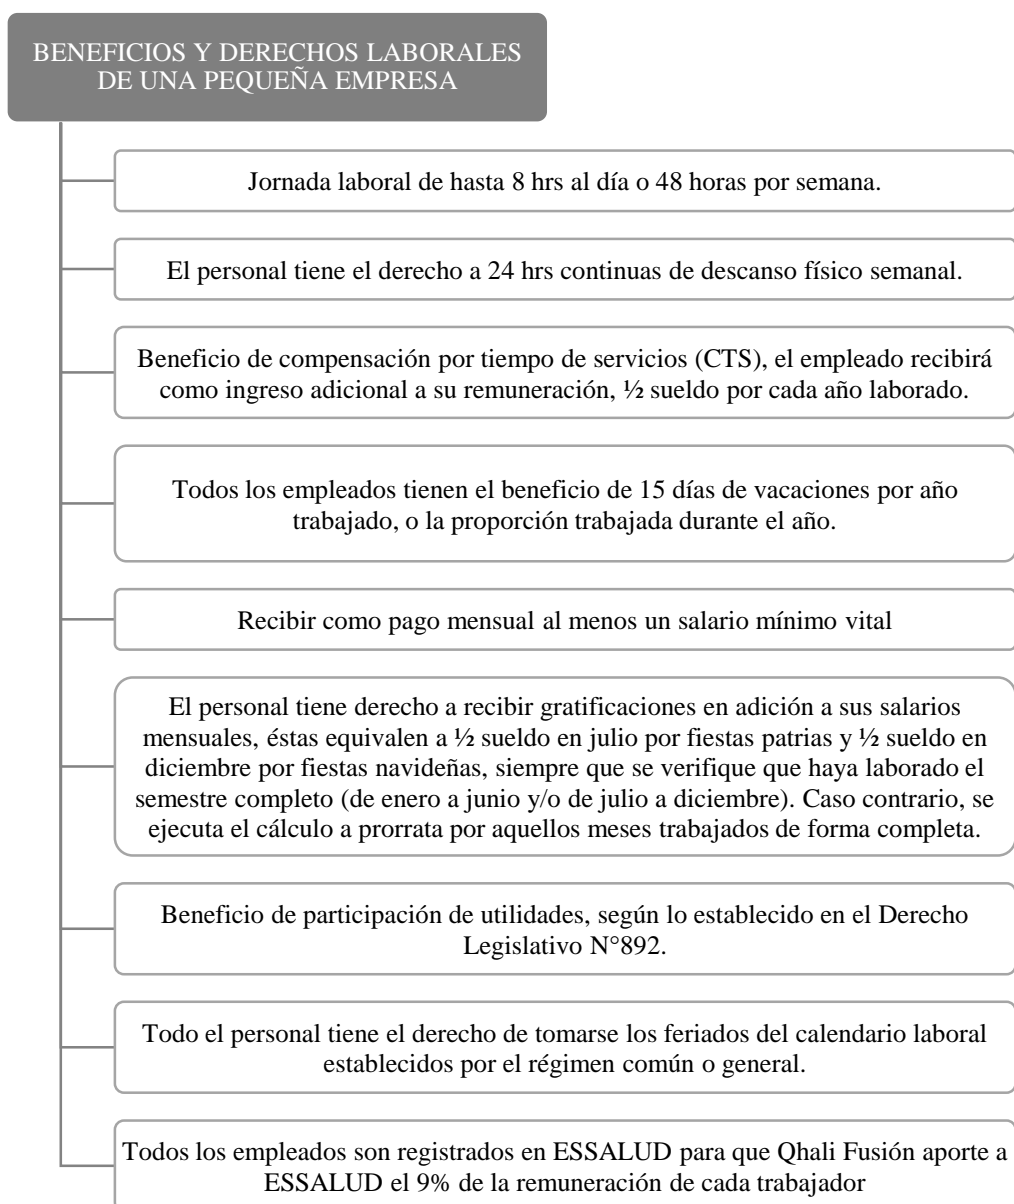 BENEFICIOS Y DERECHOS LABORALES
DE UNA PEQUEÑA EMPRESA
Jornada laboral de hasta 8 hrs al día o 48 horas por semana.
El personal tiene el derecho a 24 hrs continuas de descanso físico semanal.
Beneficio de compensación por tiempo de servicios (CTS), el empleado recibirá
como ingreso adicional a su remuneración, ½ sueldo por cada año laborado.
Todos los empleados tienen el beneficio de 15 días de vacaciones por año
trabajado, o la proporción trabajada durante el año.
Recibir como pago mensual al menos un salario mínimo vital
El personal tiene derecho a recibir gratificaciones en adición a sus salarios
mensuales, éstas equivalen a ½ sueldo en julio por fiestas patrias y ½ sueldo en
diciembre por fiestas navideñas, siempre que se verifique que haya laborado el
semestre completo (de enero a junio y/o de julio a diciembre). Caso contrario, se
ejecuta el cálculo a prorrata por aquellos meses trabajados de forma completa.
Beneficio de participación de utilidades, según lo establecido en el Derecho
Legislativo N°892.
Todo el personal tiene el derecho de tomarse los feriados del calendario laboral
establecidos por el régimen común o general.
Todos los empleados son registrados en ESSALUD para que Qhali Fusión aporte a
ESSALUD el 9% de la remuneración de cada trabajador